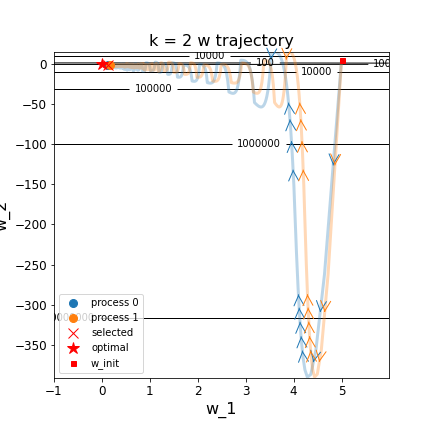 k = 2 w trajectory
10000
100
10000
100000
1000000
0
−50
−100
−150
−200
−250
−300
−350
w_2
process 0
process 1
selected
optimal
w_init
−1
0
1
2
3
4
5
w_1